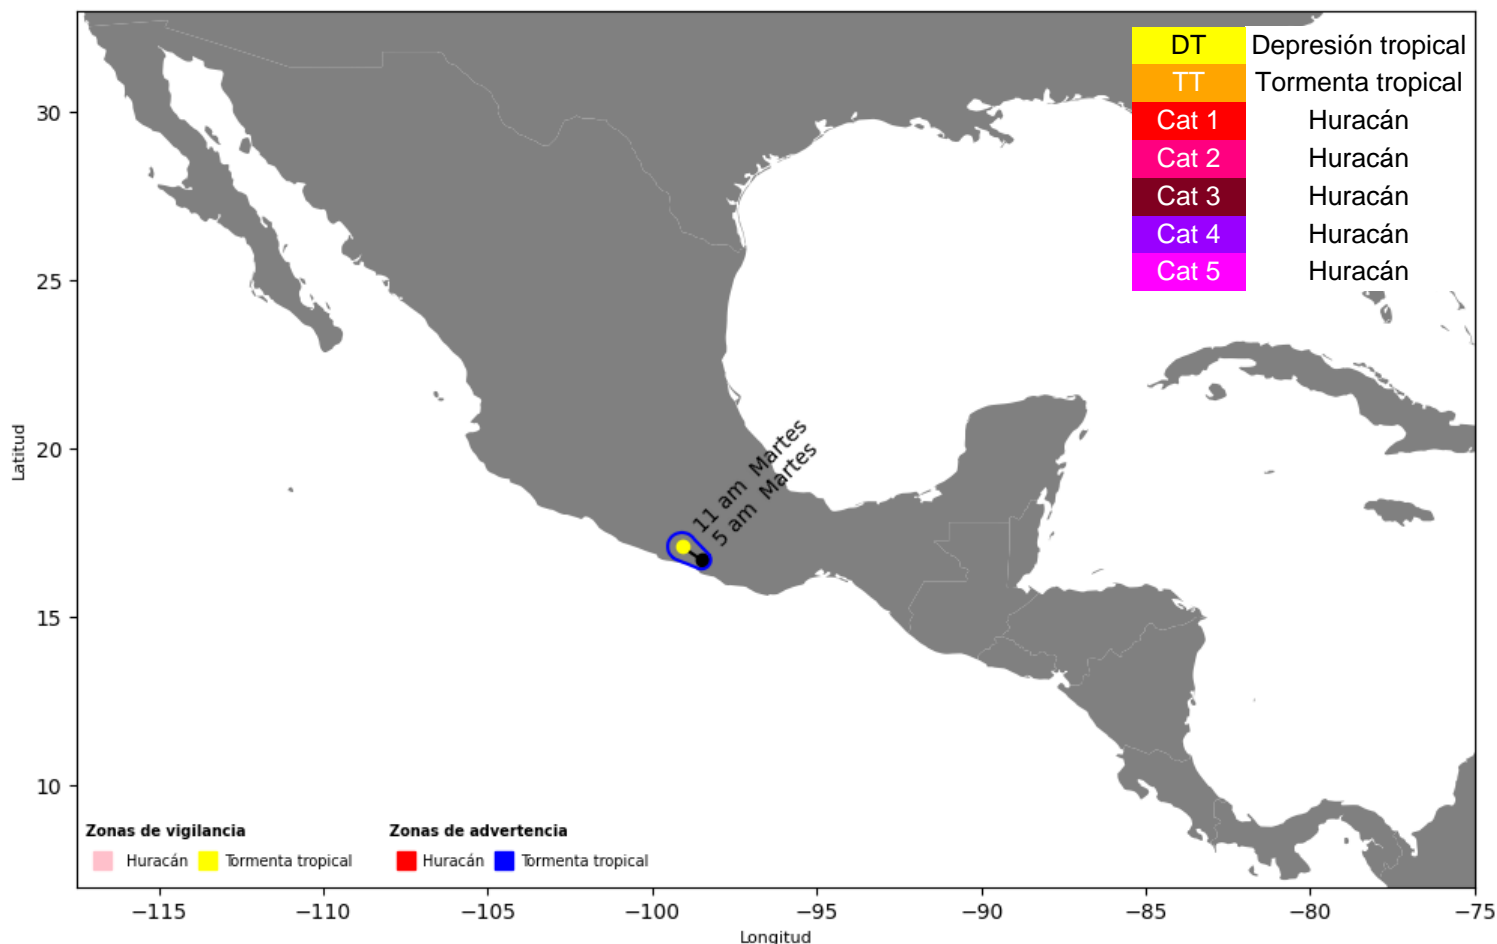 DT Depresión tropical
TT Tormenta tropical
Cat 1 Huracán
Cat 2 Huracán
Cat 3 Huracán
Cat 4 Huracán
Cat 5 Huracán
30
25
20
15
10
Latitud
11 am Martes
5 am Martes
Zonas de vigilancia
Huracán Tormenta tropical
Zonas de advertencia
Huracán Tormenta tropical
−115 −110 −105 −100 −95 −90 −85 −80 −75
Longitud